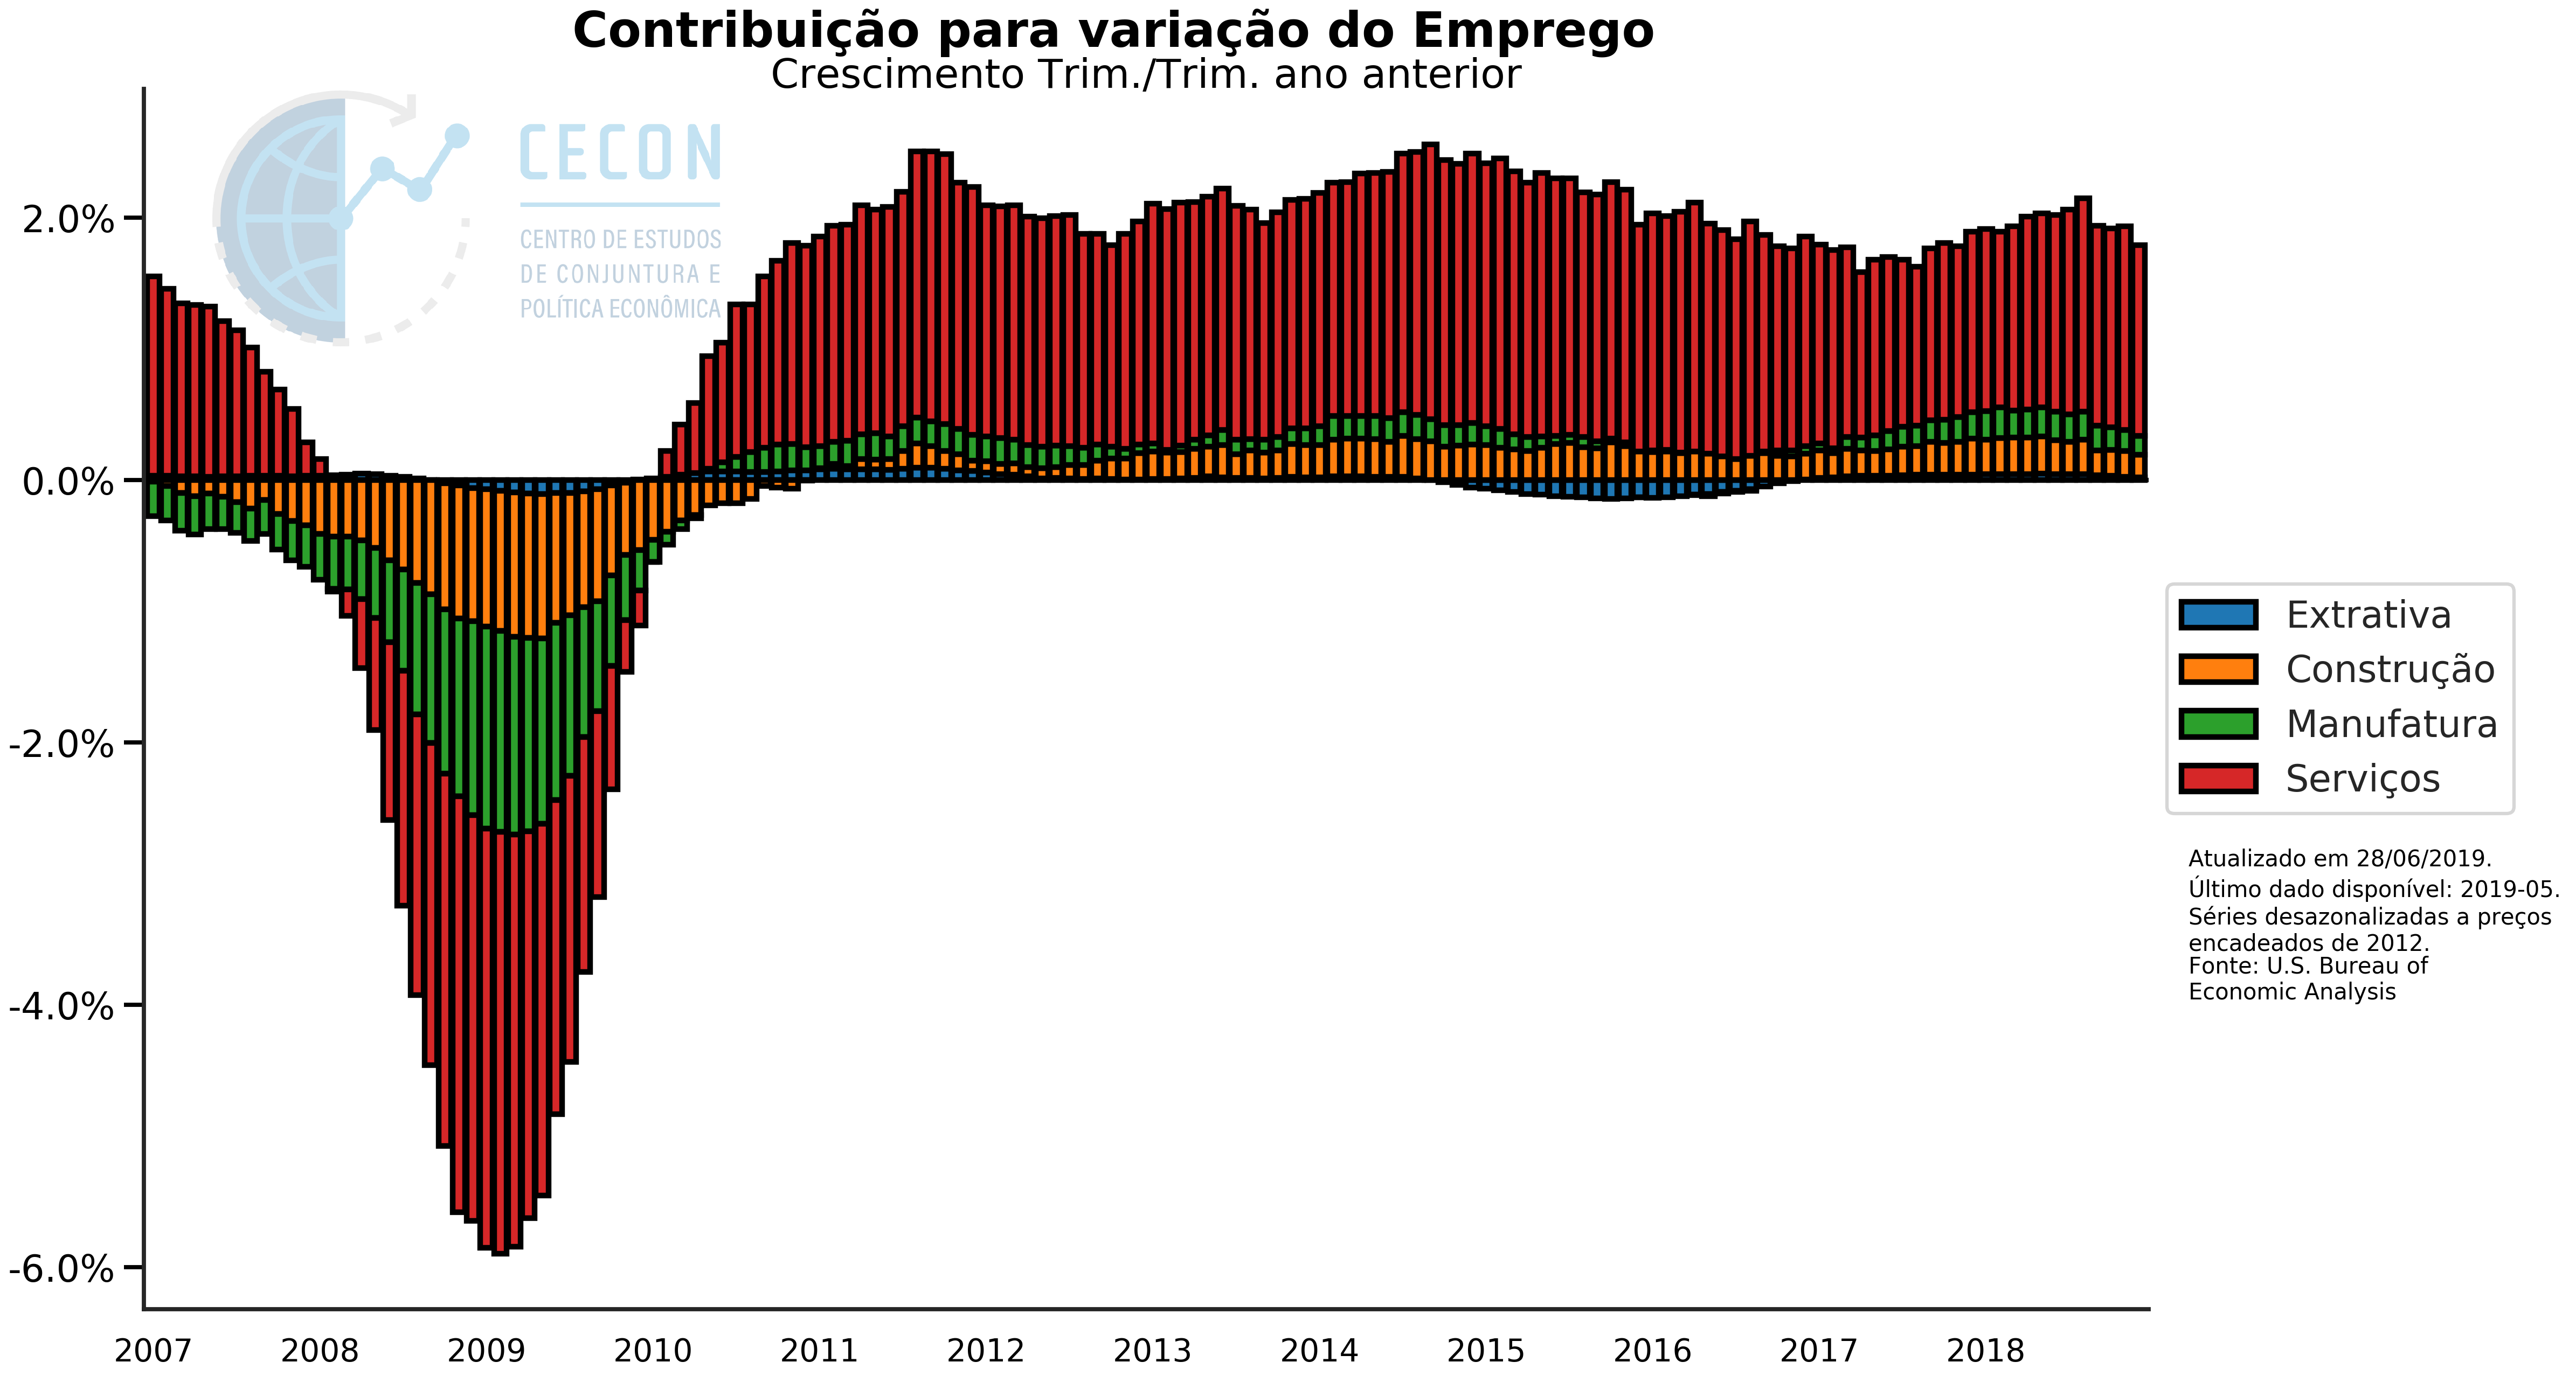 Contribuição para variação do Emprego
Crescimento Trim./Trim. ano anterior
CECON
CENTRO DE ESTUDOS
DE CONJUNTURA E
POLÍTICA ECONÔMICA
2.0%
0.0%
-2.0%
-4.0%
-6.0%
2007 2008 2009 2010 2011 2012 2013 2014 2015 2016 2017 2018
Extrativa
Construção
Manufatura
Serviços
Atualizado em 28/06/2019.
Último dado disponível: 2019-05.
Séries desazonalizadas a preços
encadeados de 2012.
Fonte: U.S. Bureau of
Economic Analysis